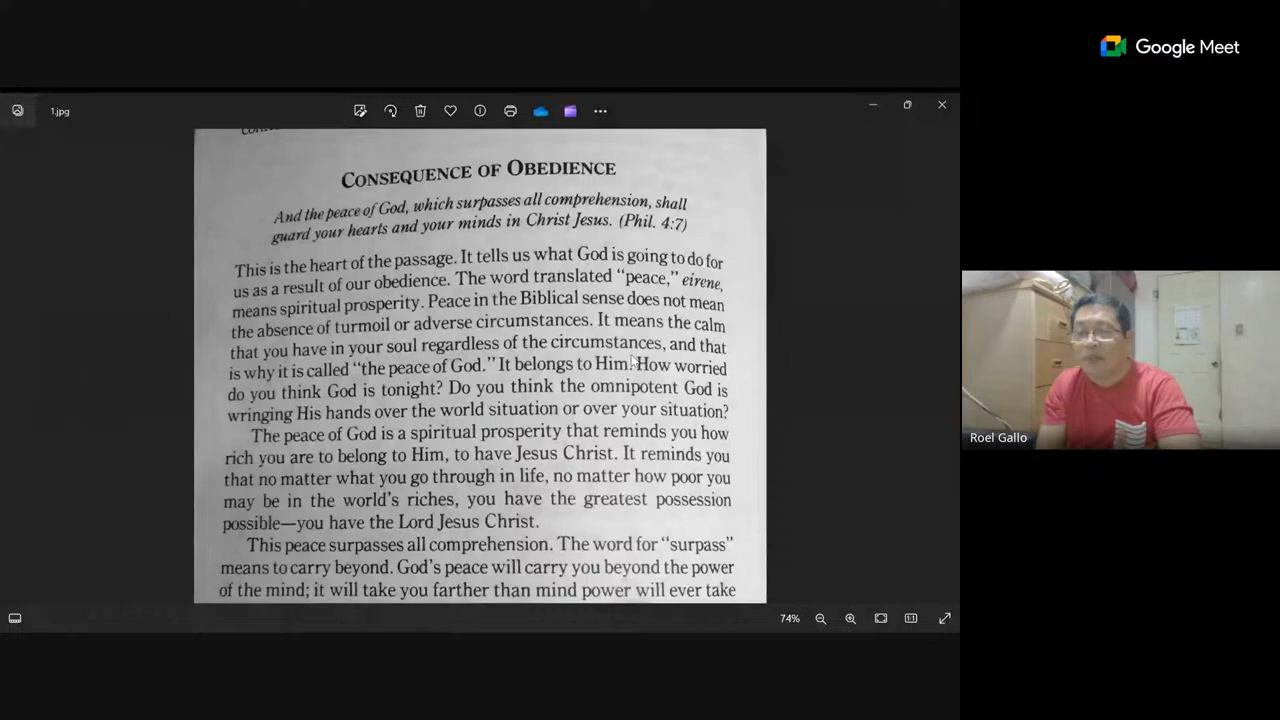 Google Meet
1.jpg
CONSEQUENCE OF OBEDIENCE
And the peace of God, which surpasses all comprehension, shall
guard your hearts and your minds in Christ Jesus. (Phil. 4:7)
This is the heart of the passage. It tells us what God is going to do for
us as a result of our obedience. The word translated “peace,” eirene,
means spiritual prosperity. Peace in the Biblical sense does not mean
the absence of turmoil or adverse circumstances. It means the calm
that you have in your soul regardless of the circumstances, and that
is why it is called “the peace of God.” It belongs to Him. How worried
do you think God is tonight? Do you think the omnipotent God is
wringing His hands over the world situation or over your situation?
The peace of God is a spiritual prosperity that reminds you how
rich you are to belong to Him, to have Jesus Christ. It reminds you
that no matter what you go through in life, no matter how poor you
may be in the world’s riches, you have the greatest possession
possible—you have the Lord Jesus Christ.
This peace surpasses all comprehension. The word for “surpass”
means to carry beyond. God’s peace will carry you beyond the power
of the mind; it will take you farther than mind power will ever take
74%
Roel Gallo